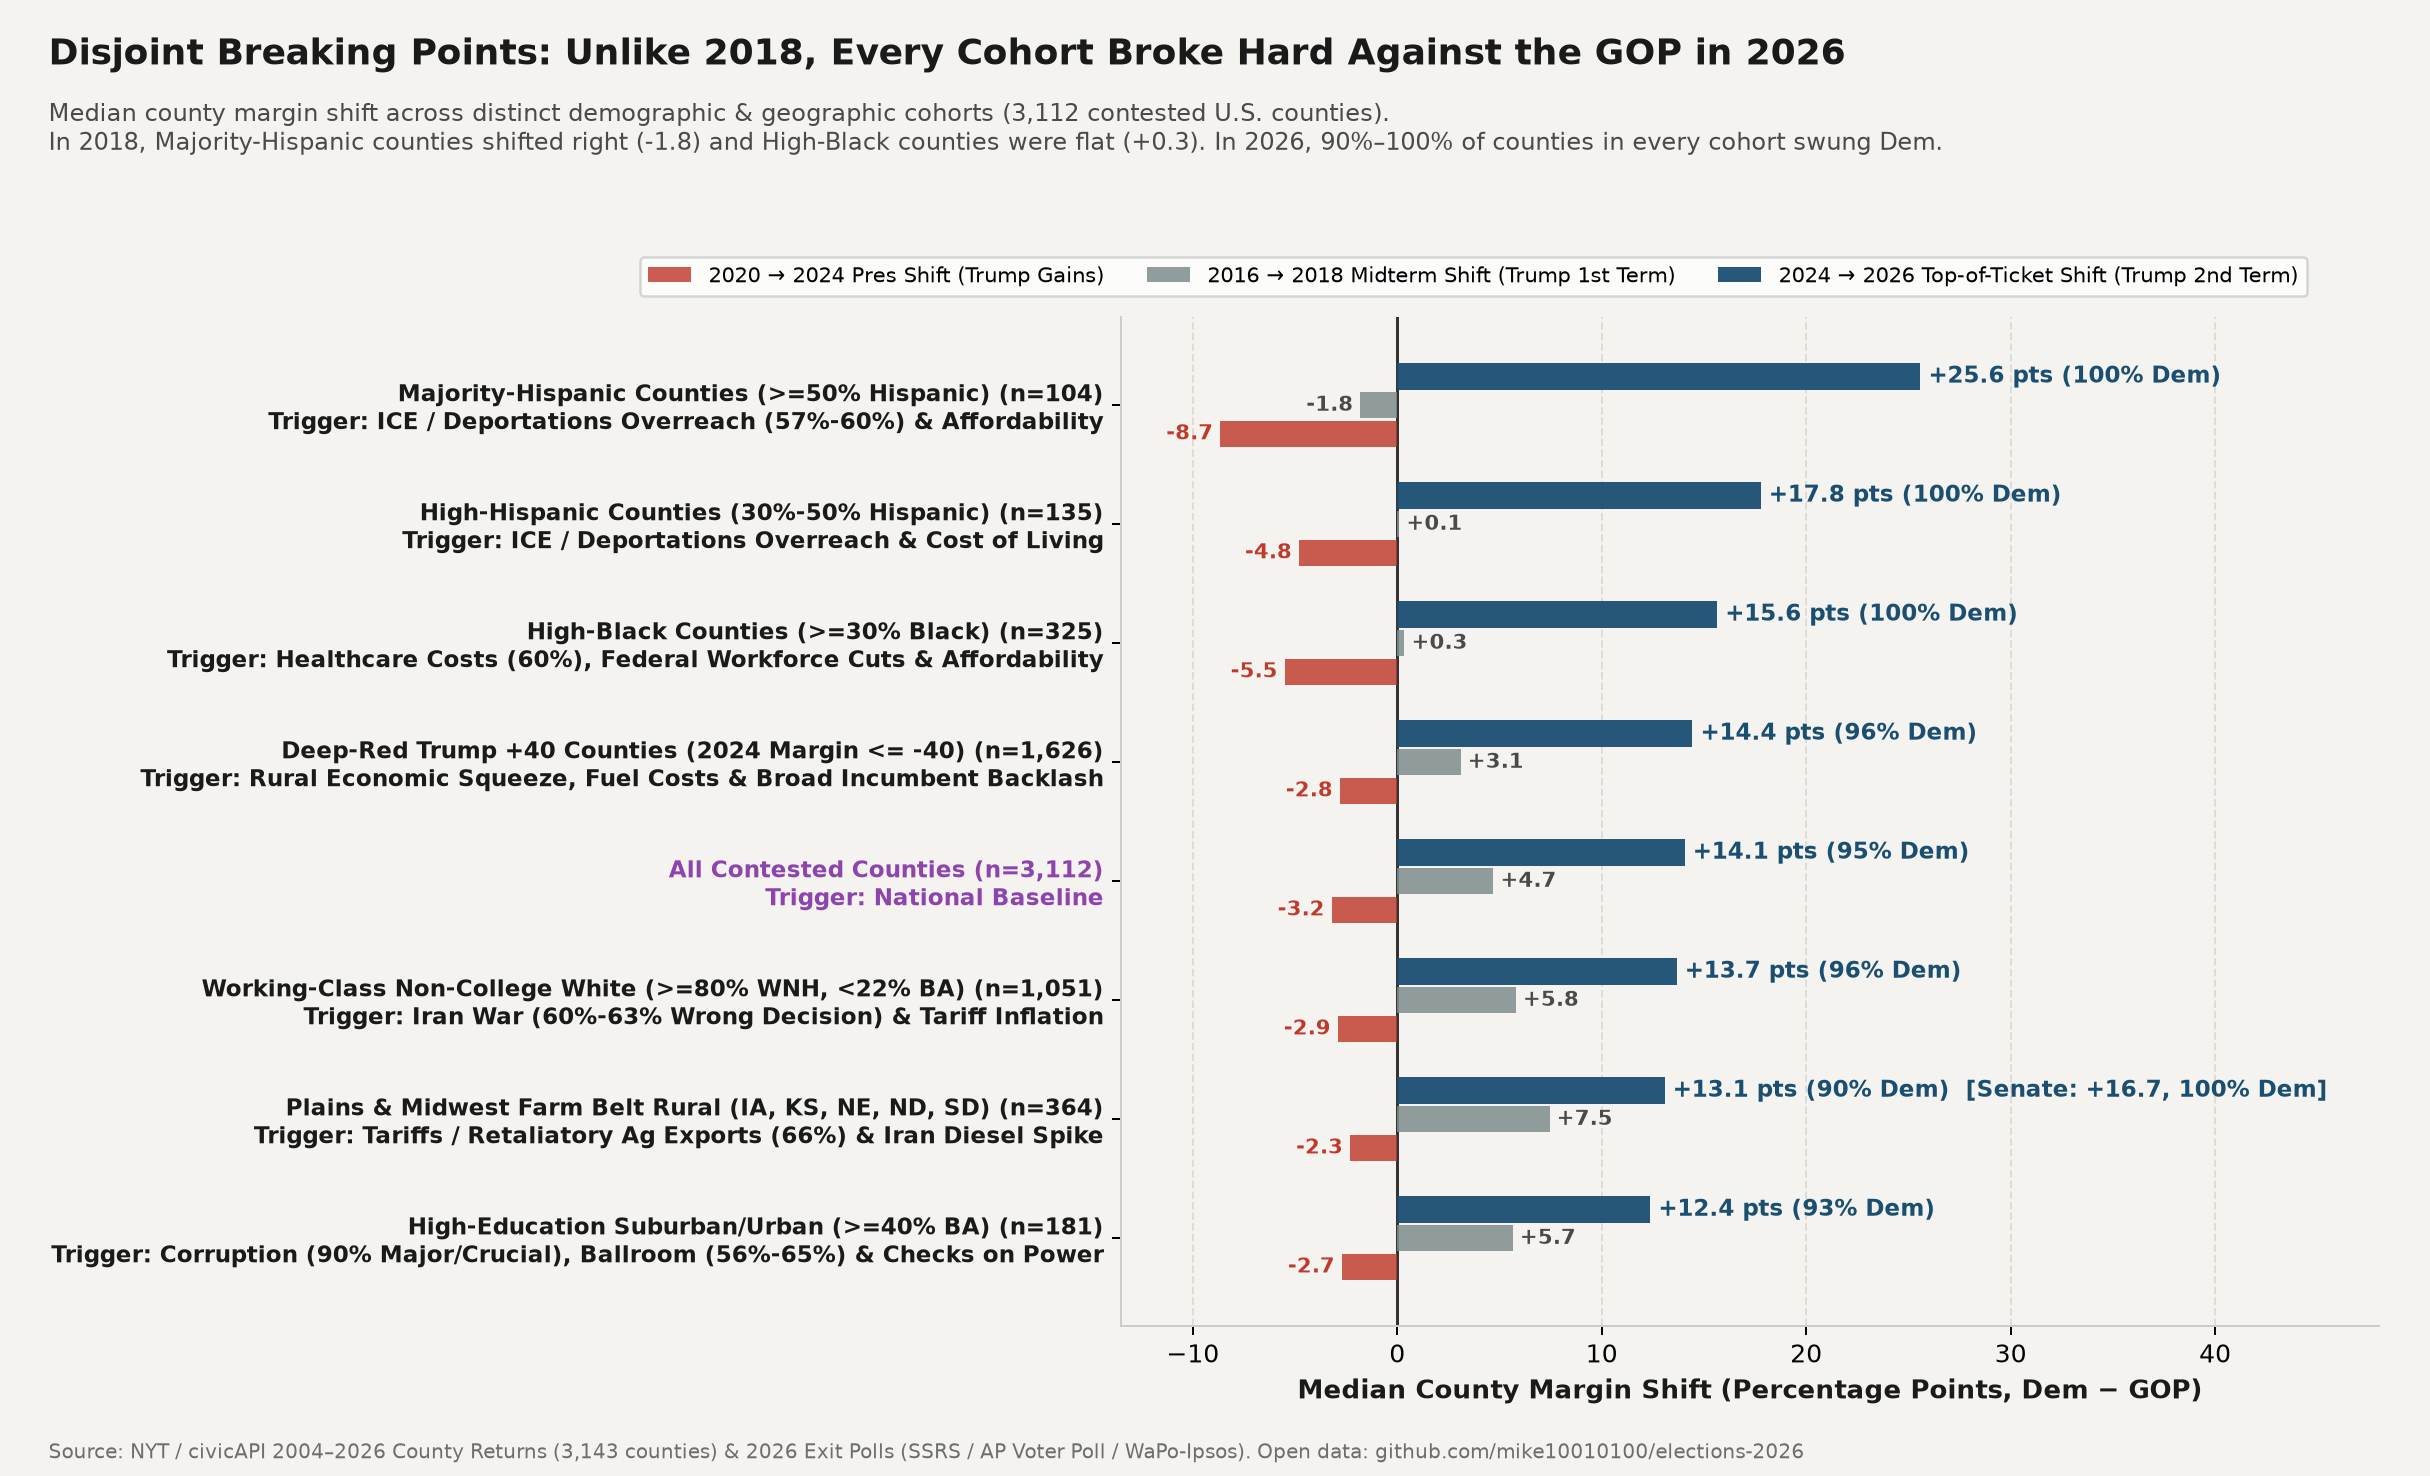 Disjoint Breaking Points: Unlike 2018, Every Cohort Broke Hard Against the GOP in 2026
Median county margin shift across distinct demographic & geographic cohorts (3,112 contested U.S. counties).
In 2018, Majority-Hispanic counties shifted right (-1.8) and High-Black counties were flat (+0.3). In 2026, 90%–100% of counties in every cohort swung Dem.
2020 → 2024 Pres Shift (Trump Gains)
2016 → 2018 Midterm Shift (Trump 1st Term)
2024 → 2026 Top-of-Ticket Shift (Trump 2nd Term)
Majority-Hispanic Counties (>=50% Hispanic) (n=104)
Trigger: ICE / Deportations Overreach (57%-60%) & Affordability
+25.6 pts (100% Dem)
-1.8
-8.7
High-Hispanic Counties (30%-50% Hispanic) (n=135)
Trigger: ICE / Deportations Overreach & Cost of Living
+17.8 pts (100% Dem)
+0.1
-4.8
High-Black Counties (>=30% Black) (n=325)
Trigger: Healthcare Costs (60%), Federal Workforce Cuts & Affordability
+15.6 pts (100% Dem)
+0.3
-5.5
Deep-Red Trump +40 Counties (2024 Margin <= -40) (n=1,626)
Trigger: Rural Economic Squeeze, Fuel Costs & Broad Incumbent Backlash
+14.4 pts (96% Dem)
+3.1
-2.8
All Contested Counties (n=3,112)
Trigger: National Baseline
+14.1 pts (95% Dem)
+4.7
-3.2
Working-Class Non-College White (>=80% WNH, <22% BA) (n=1,051)
Trigger: Iran War (60%-63% Wrong Decision) & Tariff Inflation
+13.7 pts (96% Dem)
+5.8
-2.9
Plains & Midwest Farm Belt Rural (IA, KS, NE, ND, SD) (n=364)
Trigger: Tariffs / Retaliatory Ag Exports (66%) & Iran Diesel Spike
+13.1 pts (90% Dem)  [Senate: +16.7, 100% Dem]
+7.5
-2.3
High-Education Suburban/Urban (>=40% BA) (n=181)
Trigger: Corruption (90% Major/Crucial), Ballroom (56%-65%) & Checks on Power
+12.4 pts (93% Dem)
+5.7
-2.7
−10 0 10 20 30 40
Median County Margin Shift (Percentage Points, Dem − GOP)
Source: NYT / civicAPI 2004–2026 County Returns (3,143 counties) & 2026 Exit Polls (SSRS / AP Voter Poll / WaPo-Ipsos). Open data: github.com/mike10010100/elections-2026